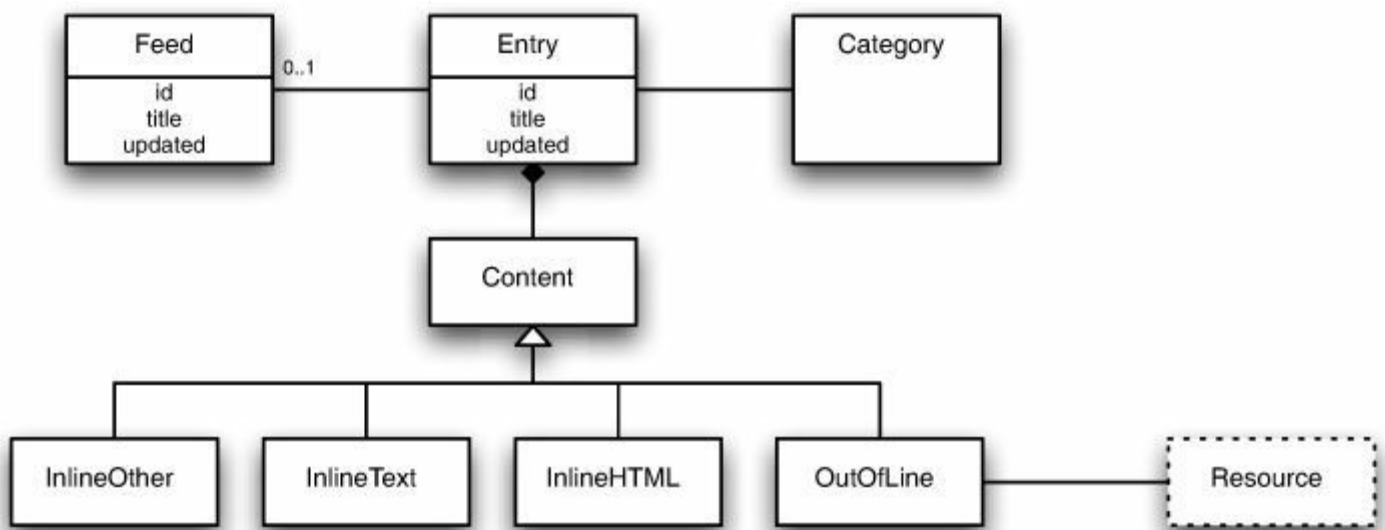 Feed
0..1
id
title
updated
Entry
id
title
updated
Category
Content
InlineOther
InlineText
InlineHTML
OutOfLine
Resource